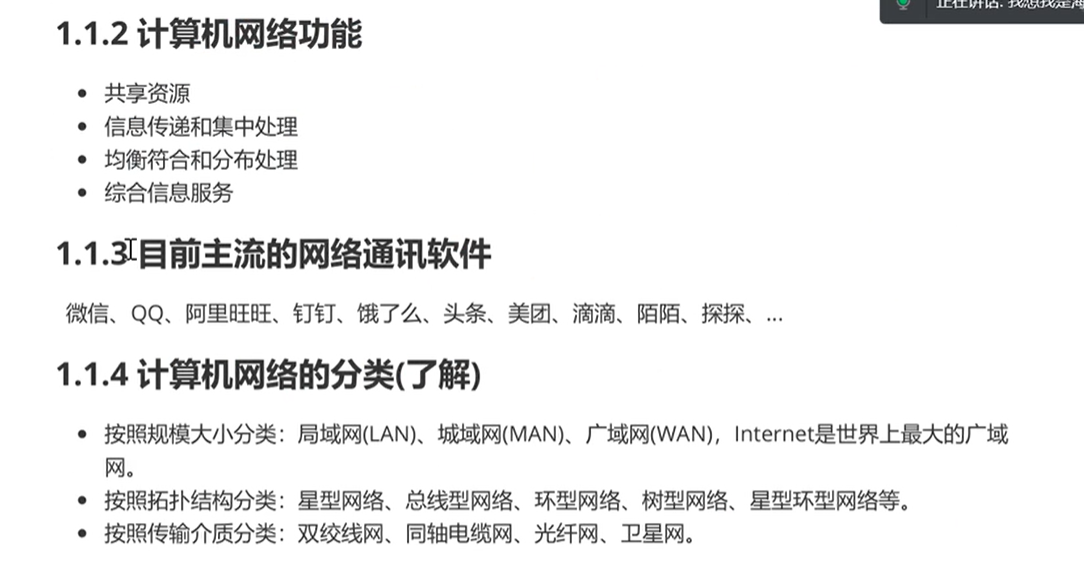 正在讲话: 我想我是海
1.1.2 计算机网络功能
共享资源
信息传递和集中处理
均衡符合和分布处理
综合信息服务
1.1.3 目前主流的网络通讯软件
微信、QQ、阿里旺旺、钉钉、饿了么、头条、美团、滴滴、陌陌、探探、...
1.1.4 计算机网络的分类(了解)
按照规模大小分类：局域网(LAN)、城域网(MAN)、广域网(WAN)，Internet是世界上最大的广域
网。
按照拓扑结构分类：星型网络、总线型网络、环型网络、树型网络、星型环型网络等。
按照传输介质分类：双绞线网、同轴电缆网、光纤网、卫星网。